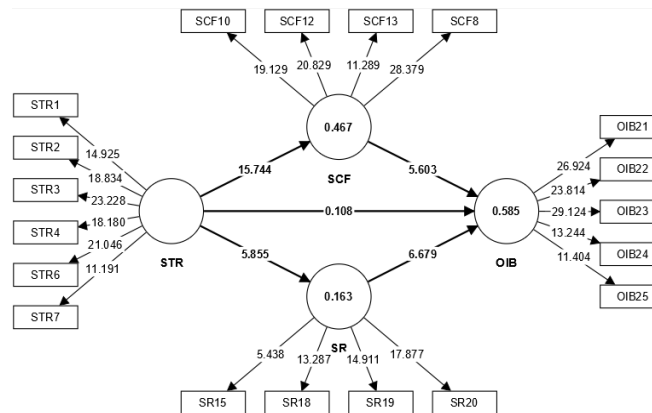 SCF10
SCF12
SCF13
SCF8
19.129
20.829
11.289
28.379
STR1
STR2
STR3
STR4
STR6
STR7
14.925
18.834
23.228
18.180
21.046
11.191
STR
0.467
SCF
15.744
5.603
0.108
5.855
6.679
0.163
SR
0.585
OIB
26.924
23.814
29.124
13.244
11.404
OIB21
OIB22
OIB23
OIB24
OIB25
5.438
13.287
14.911
17.877
SR15
SR18
SR19
SR20